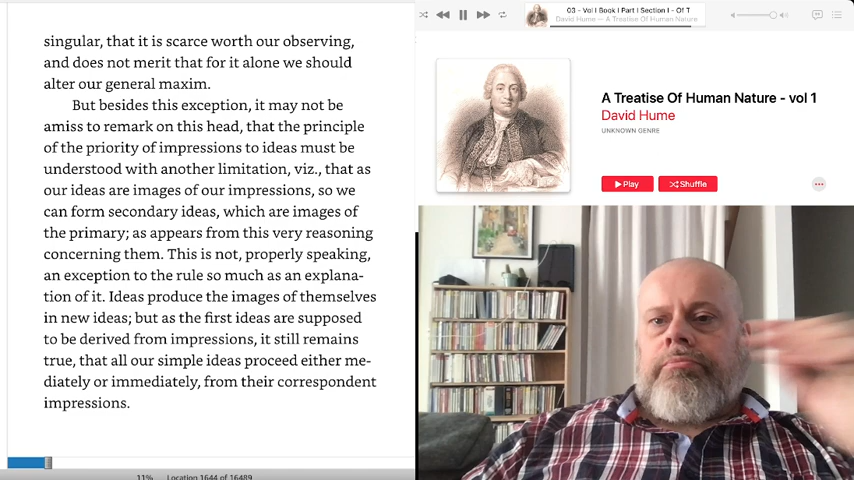 singular, that it is scarce worth our observing,
and does not merit that for it alone we should
alter our general maxim.
But besides this exception, it may not be
amiss to remark on this head, that the principle
of the priority of impressions to ideas must be
understood with another limitation, viz., that as
our ideas are images of our impressions, so we
can form secondary ideas, which are images of
the primary; as appears from this very reasoning
concerning them. This is not, properly speaking,
an exception to the rule so much as an explana-
tion of it. Ideas produce the images of themselves
in new ideas; but as the first ideas are supposed
to be derived from impressions, it still remains
true, that all our simple ideas proceed either me-
diately or immediately, from their correspondent
impressions.
11% Location 1644 of 16489
03 - Vol I Book I Part I Section I - Of T
David Hume — A Treatise Of Human Nature
A Treatise Of Human Nature - vol 1
David Hume
UNKNOWN GENRE
Play
Shuffle